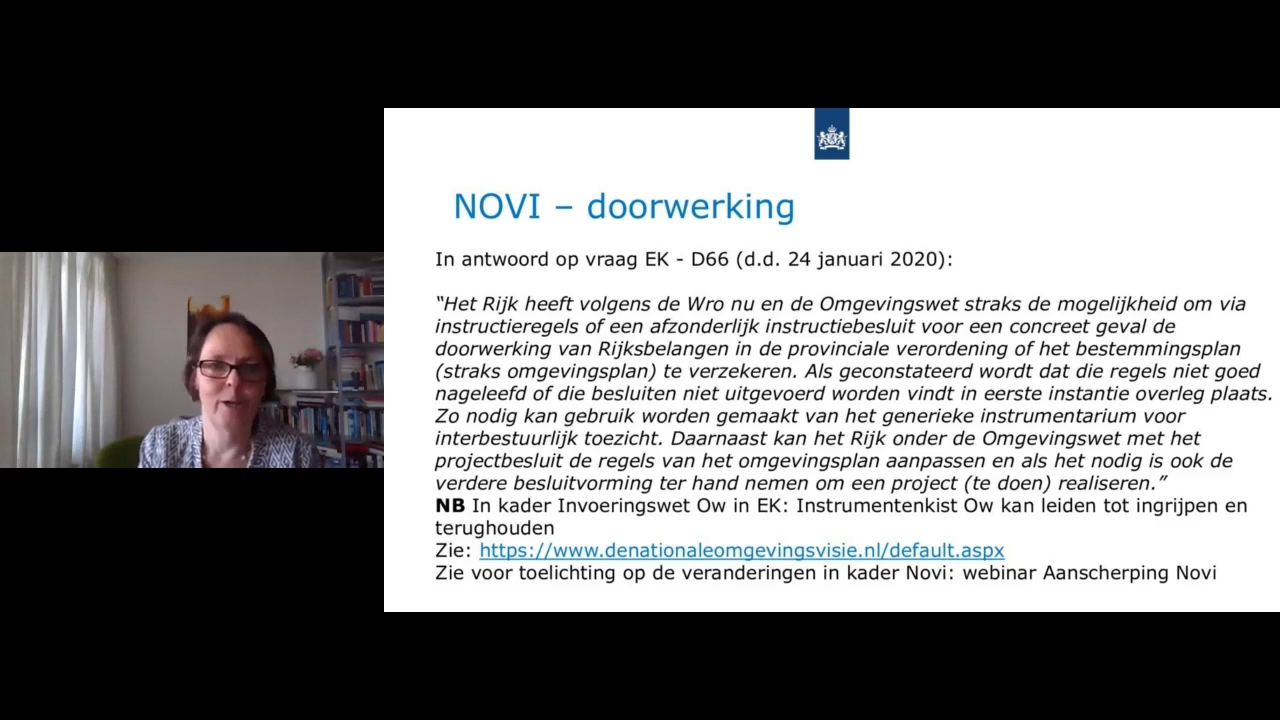 NOVI – doorwerking
In antwoord op vraag EK - D66 (d.d. 24 januari 2020):
“Het Rijk heeft volgens de Wro nu en de Omgevingswet straks de mogelijkheid om via
instructieregels of een afzonderlijk instructiebesluit voor een concreet geval de
doorwerking van Rijksbelangen in de provinciale verordening of het bestemmingsplan
(straks omgevingsplan) te verzekeren. Als geconstateerd wordt dat die regels niet goed
nageleefd of die besluiten niet uitgevoerd worden vindt in eerste instantie overleg plaats.
Zo nodig kan gebruik worden gemaakt van het generieke instrumentarium voor
interbestuurlijk toezicht. Daarnaast kan het Rijk onder de Omgevingswet met het
projectbesluit de regels van het omgevingsplan aanpassen en als het nodig is ook de
verdere besluitvorming ter hand nemen om een project (te doen) realiseren.”
NB In kader Invoeringswet Ow in EK: Instrumentenkist Ow kan leiden tot ingrijpen en
terughouden
Zie: https://www.denationaleomgevingsvisie.nl/default.aspx
Zie voor toelichting op de veranderingen in kader Novi: webinar Aanscherping Novi